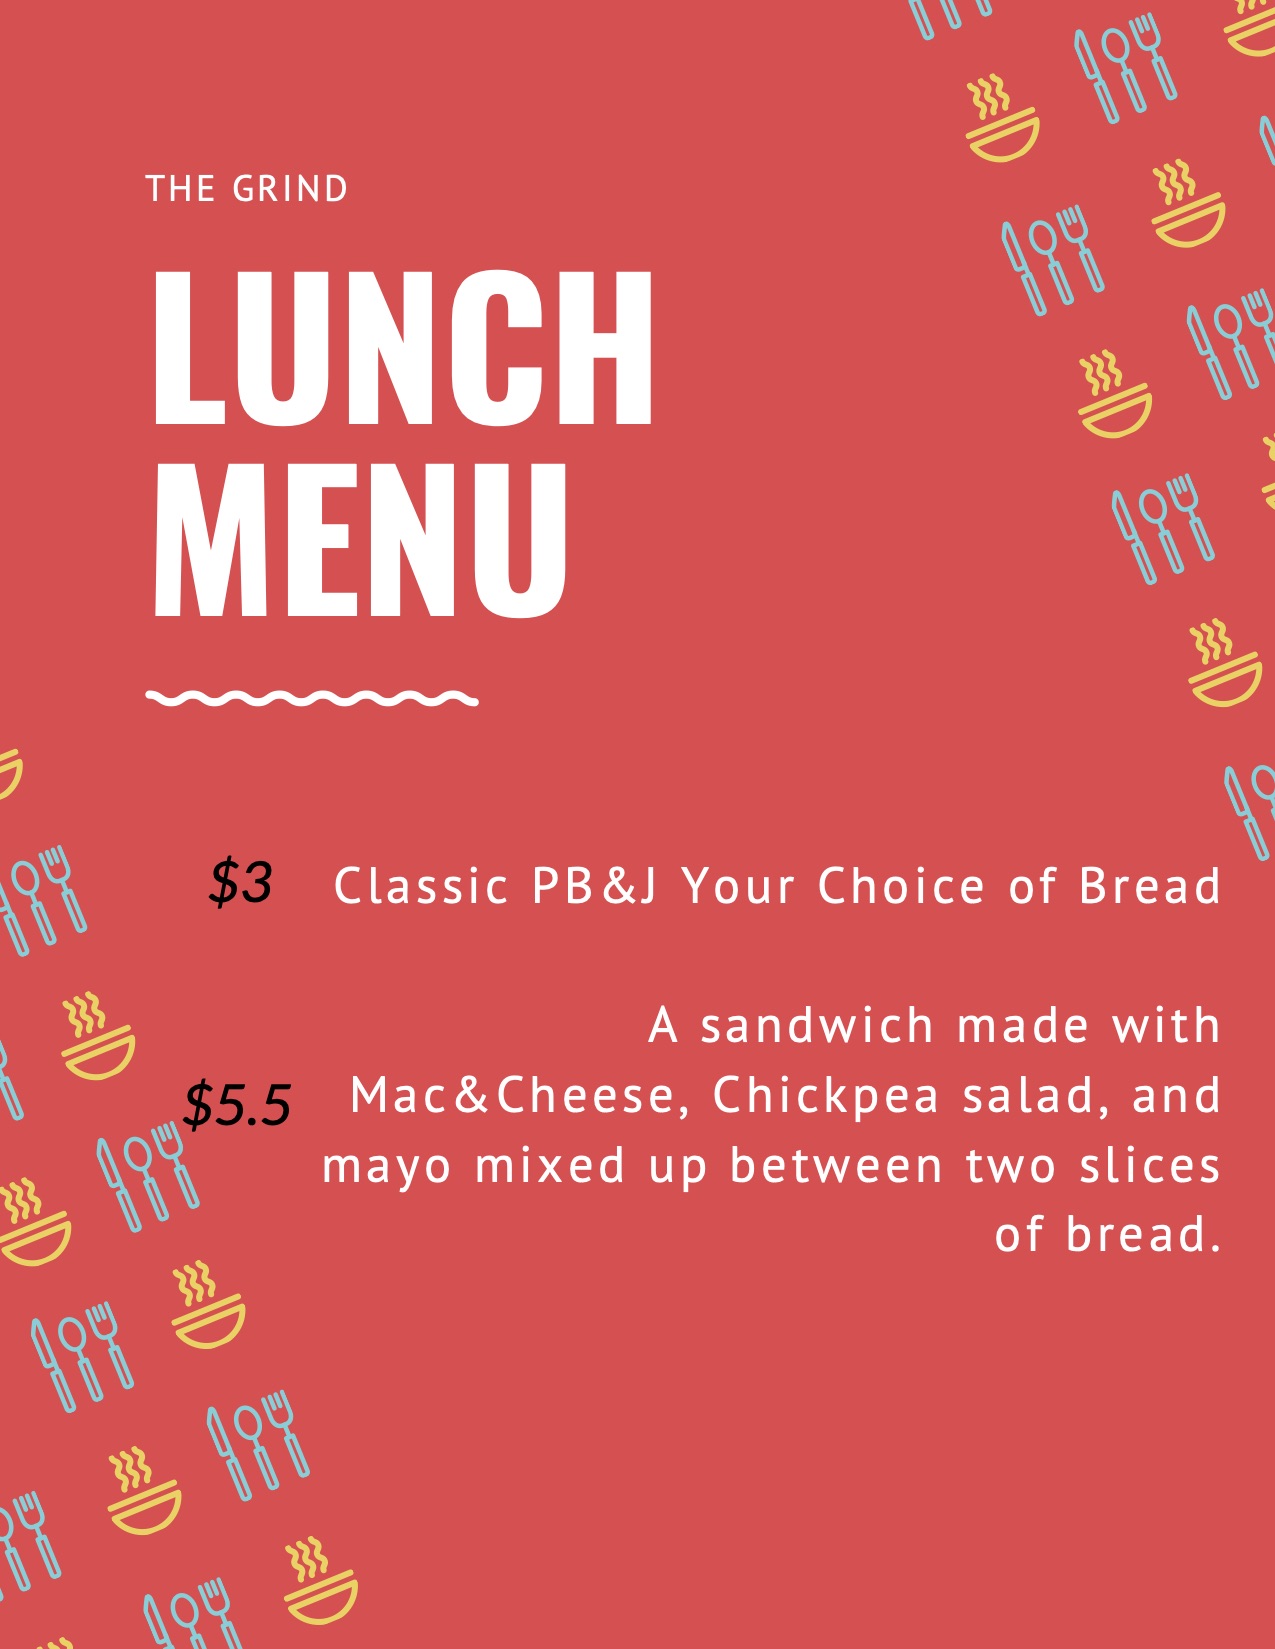 THE GRIND
LUNCH
MENU
$3 Classic PB&J Your Choice of Bread
A sandwich made with
$5.5 Mac&Cheese, Chickpea salad, and
mayo mixed up between two slices
of bread.